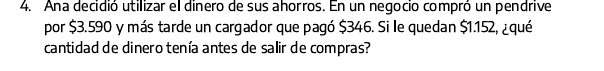 4. Ana decidió utilizar el dinero de sus ahorros. En un negocio compró un pendrive
por $3.590 y más tarde un cargador que pagó $346. Si le quedan $1.152, ¿qué
cantidad de dinero tenía antes de salir de compras?